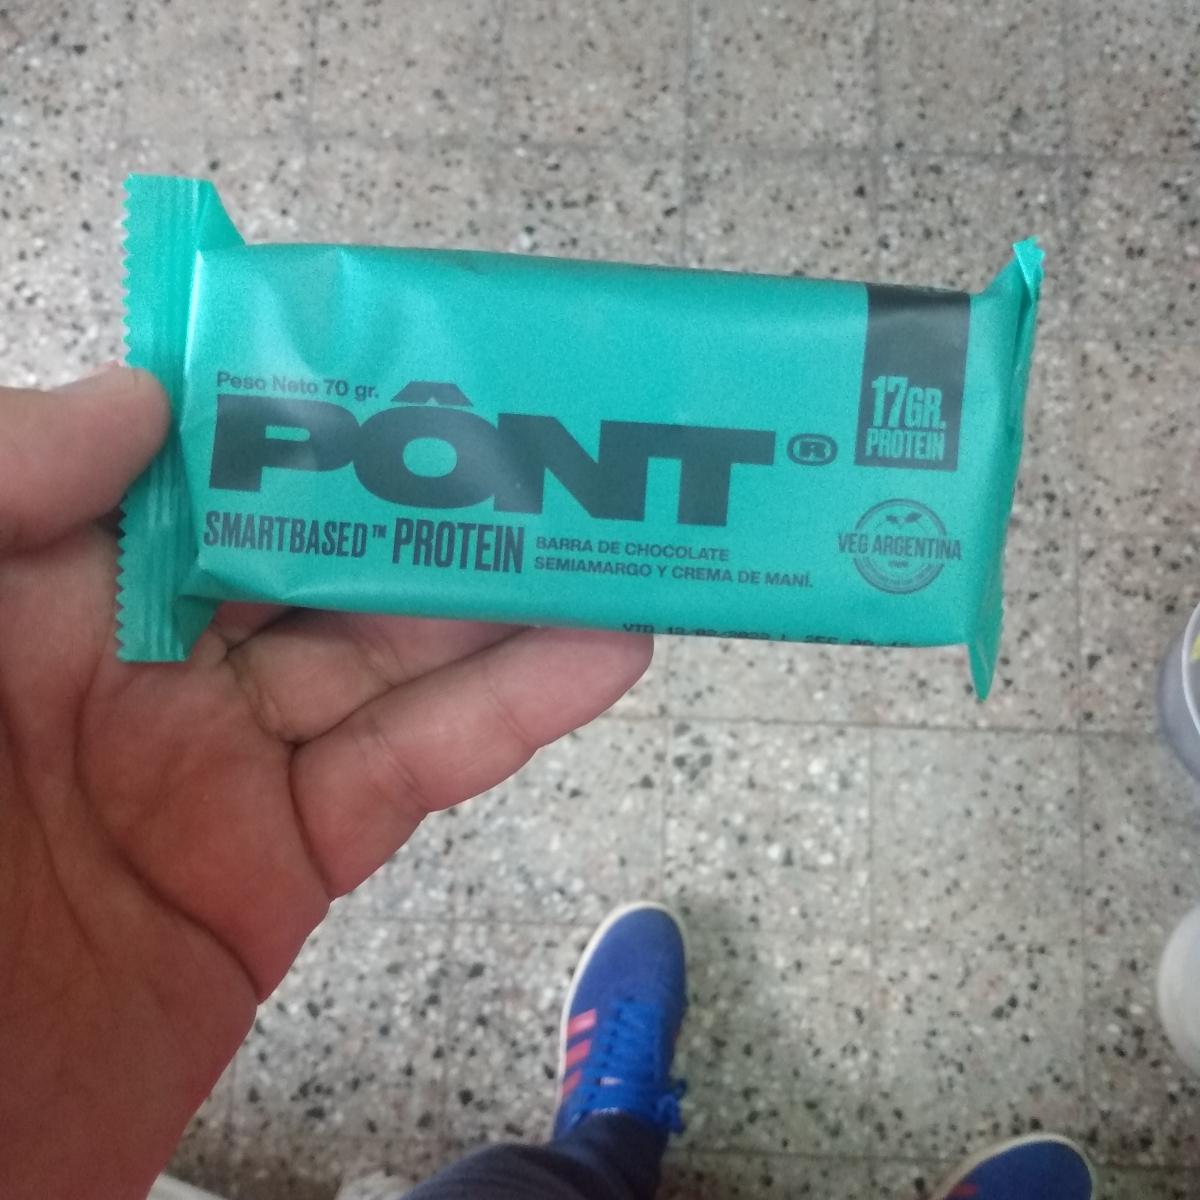 Peso Neto 70 gr.
PÔNT®
SMARTBASED™ PROTEIN
BARRA DE CHOCOLATE
SEMIAMARGO Y CREMA DE MANÍ.
17GR.
PROTEIN
VEG ARGENTINA